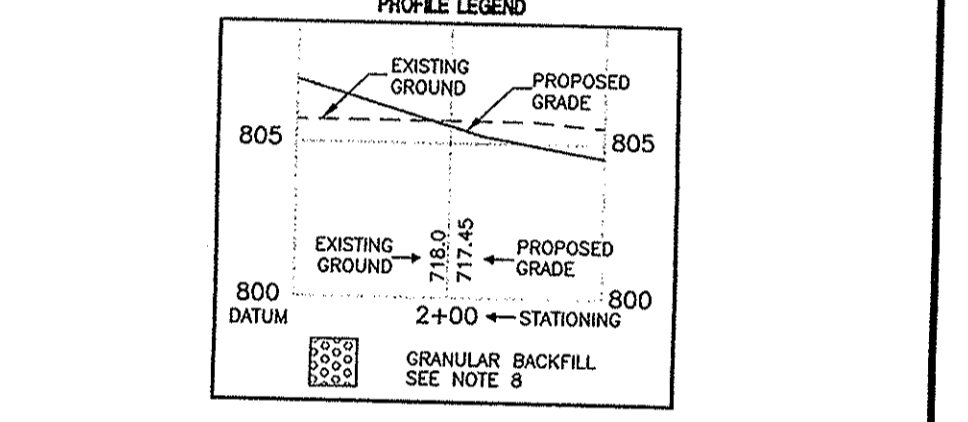 PROFILE LEGEND
EXISTING
GROUND
PROPOSED
GRADE
805
805
EXISTING
GROUND
718.0
717.45
PROPOSED
GRADE
800
DATUM
800
2+00
STATIONING
GRANULAR BACKFILL
SEE NOTE 8